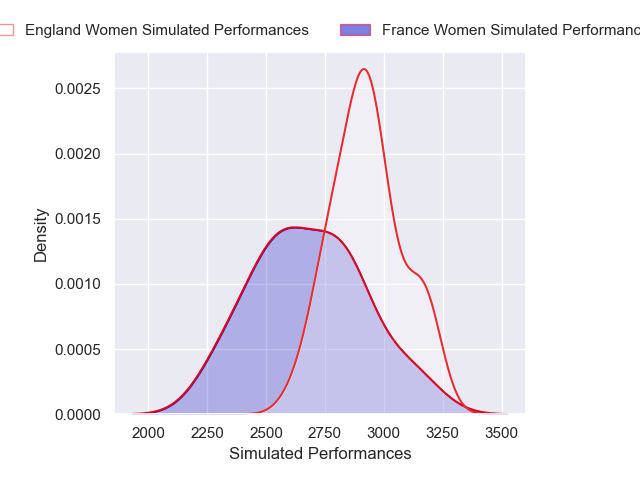 England Women Simulated Performances France Women Simulated Performanc
0.0025
0.0020
0.0015
0.0010
0.0005
0.0000
Density
2000 2250 2500 2750 3000 3250 3500
Simulated Performances